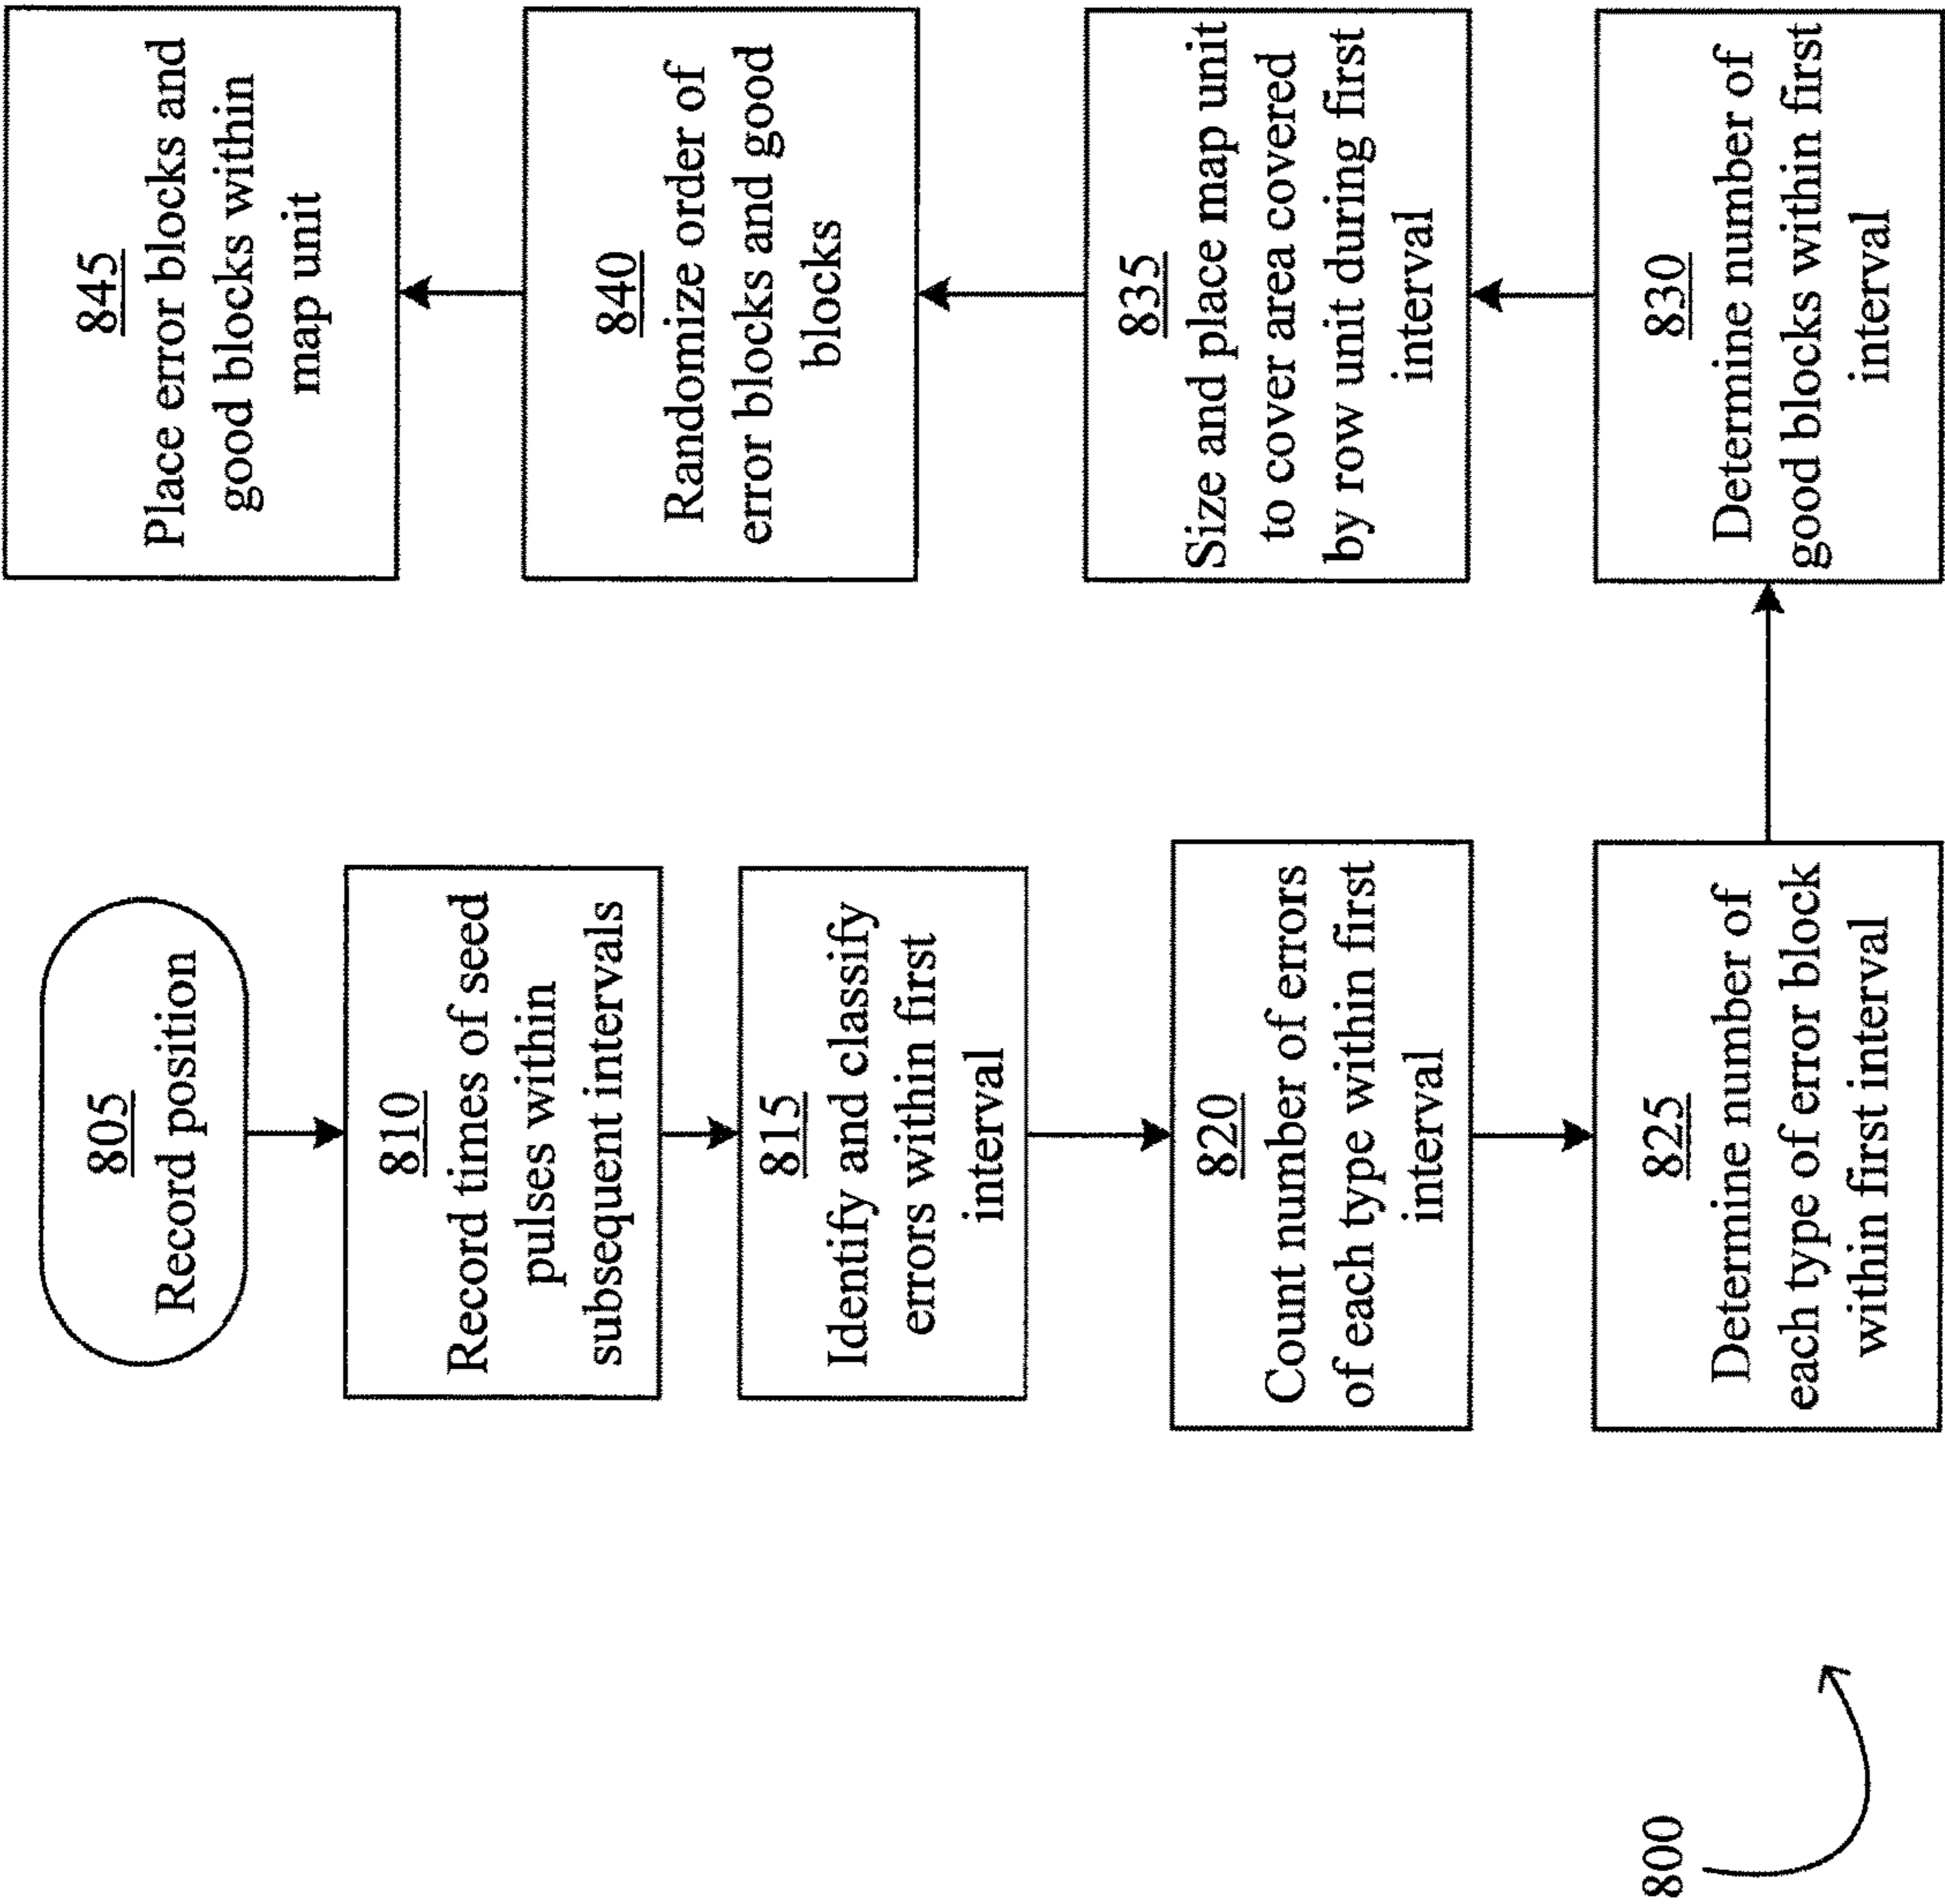 805
Record position
810
Record times of seed
pulses within
subsequent intervals
815
Identify and classify
errors within first
interval
820
Count number of errors
of each type within first
interval
825
Determine number of
each type of error block
within first interval
830
Determine number of
good blocks within first
interval
835
Size and place map unit
to cover area covered
by row unit during first
interval
840
Randomize order of
error blocks and good
blocks
845
Place error blocks and
good blocks within
map unit
800